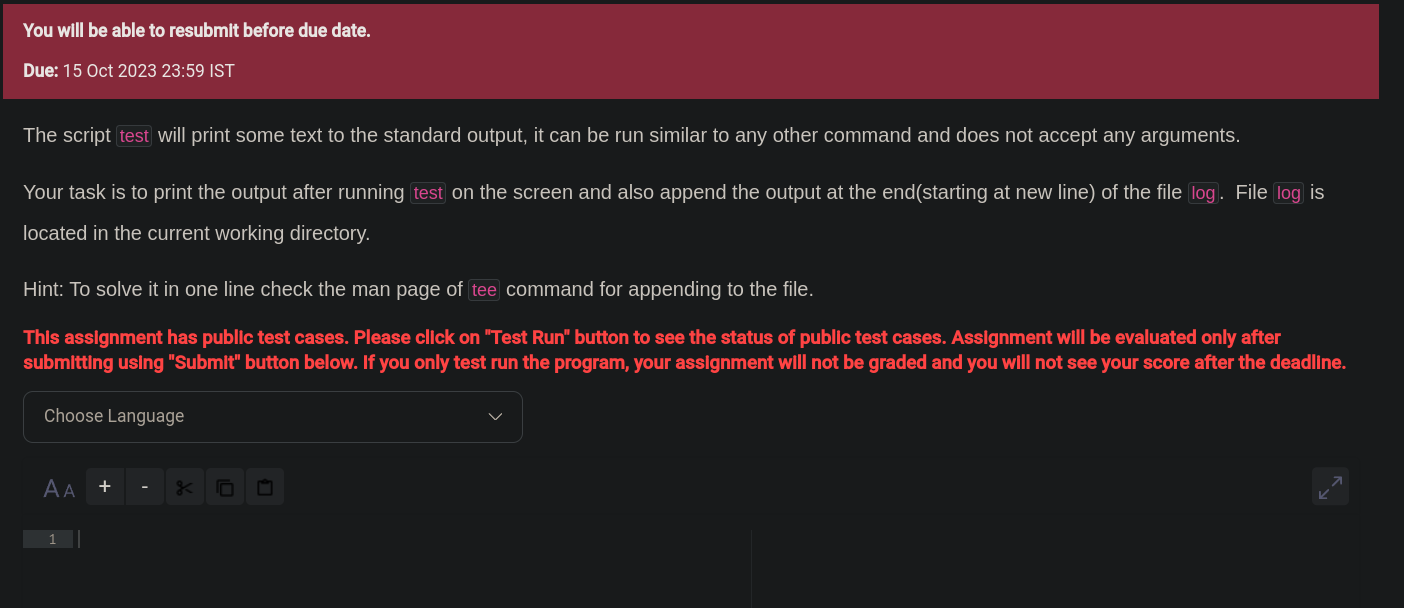 You will be able to resubmit before due date.
Due: 15 Oct 2023 23:59 IST
The script test will print some text to the standard output, it can be run similar to any other command and does not accept any arguments.
Your task is to print the output after running test on the screen and also append the output at the end(starting at new line) of the file log.  File log is
located in the current working directory.
Hint: To solve it in one line check the man page of tee command for appending to the file.
This assignment has public test cases. Please click on "Test Run" button to see the status of public test cases. Assignment will be evaluated only after
submitting using "Submit" button below. If you only test run the program, your assignment will not be graded and you will not see your score after the deadline.
Choose Language
A A + -
1